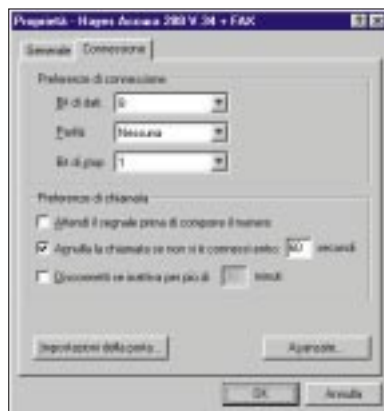 Proprietà - Hayes Accura 288 V.34 + FAX
Generale Connessione
Preferenze di connessione
Bit di dati: 8
Parità: Nessuna
Bit di stop: 1
Preferenze di chiamata
Attendi il segnale prima di comporre il numero
Annulla la chiamata se non si è connessi entro: 60 secondi
Disconnetti se inattiva per più di minuti
Impostazioni della porta...
Avanzate...
OK Annulla